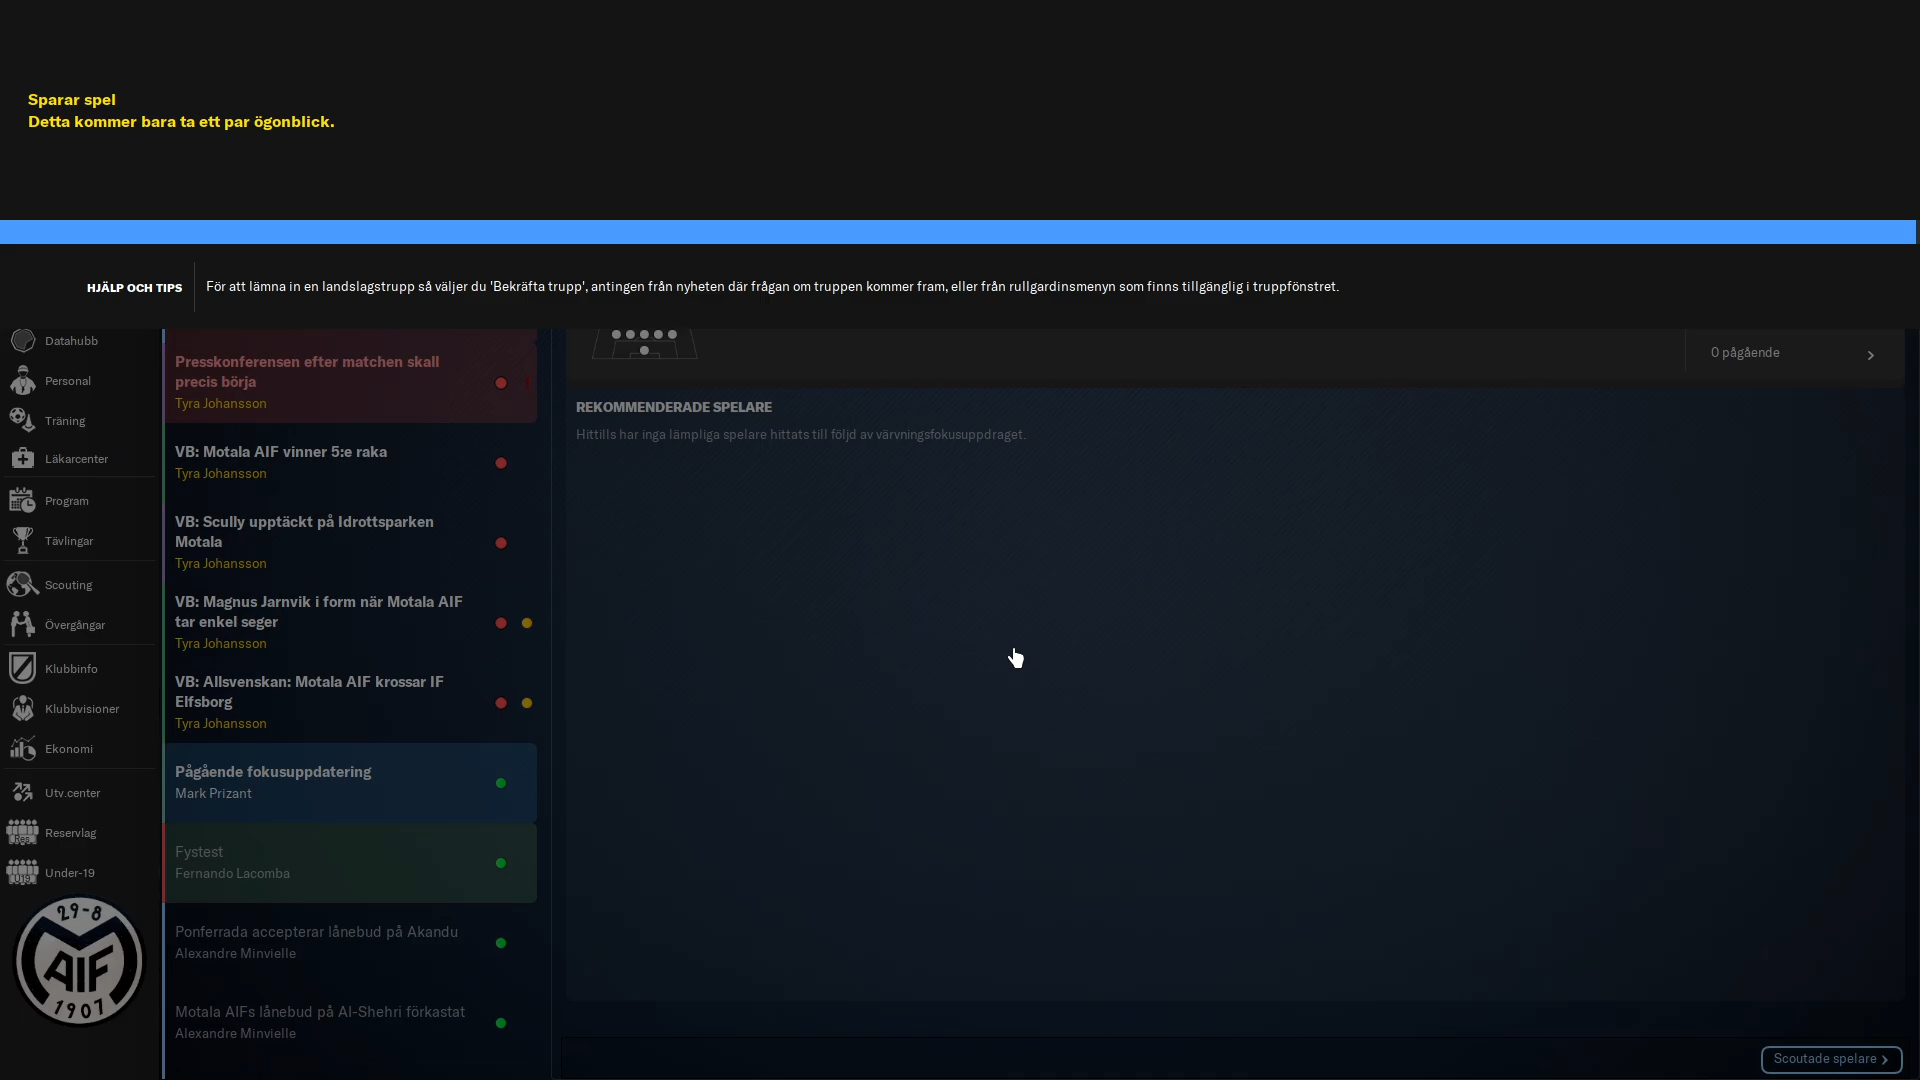 Sparar spel
Detta kommer bara ta ett par ögonblick.
HJÄLP OCH TIPS
För att lämna in en landslagstrupp så väljer du 'Bekräfta trupp', antingen från nyheten där frågan om truppen kommer fram, eller från rullgardinsmenyn som finns tillgänglig i truppfönstret.
Datahubb
Personal
Träning
Läkarcenter
Program
Tävlingar
Scouting
Övergångar
Klubbinfo
Klubbvisioner
Ekonomi
Utv.center
Res
Reservlag
U19
Under-19
29-8
AIF
1907
Presskonferensen efter matchen skall
precis börja
Tyra Johansson
VB: Motala AIF vinner 5:e raka
Tyra Johansson
VB: Scully upptäckt på Idrottsparken
Motala
Tyra Johansson
VB: Magnus Jarnvik i form när Motala AIF
tar enkel seger
Tyra Johansson
VB: Allsvenskan: Motala AIF krossar IF
Elfsborg
Tyra Johansson
Pågående fokusuppdatering
Mark Prizant
Fystest
Fernando Lacomba
Ponferrada accepterar lånebud på Akandu
Alexandre Minvielle
Motala AIFs lånebud på Al-Shehri förkastat
Alexandre Minvielle
0 pågående
REKOMMENDERADE SPELARE
Hittills har inga lämpliga spelare hittats till följd av värvningsfokusuppdraget.
Scoutade spelare